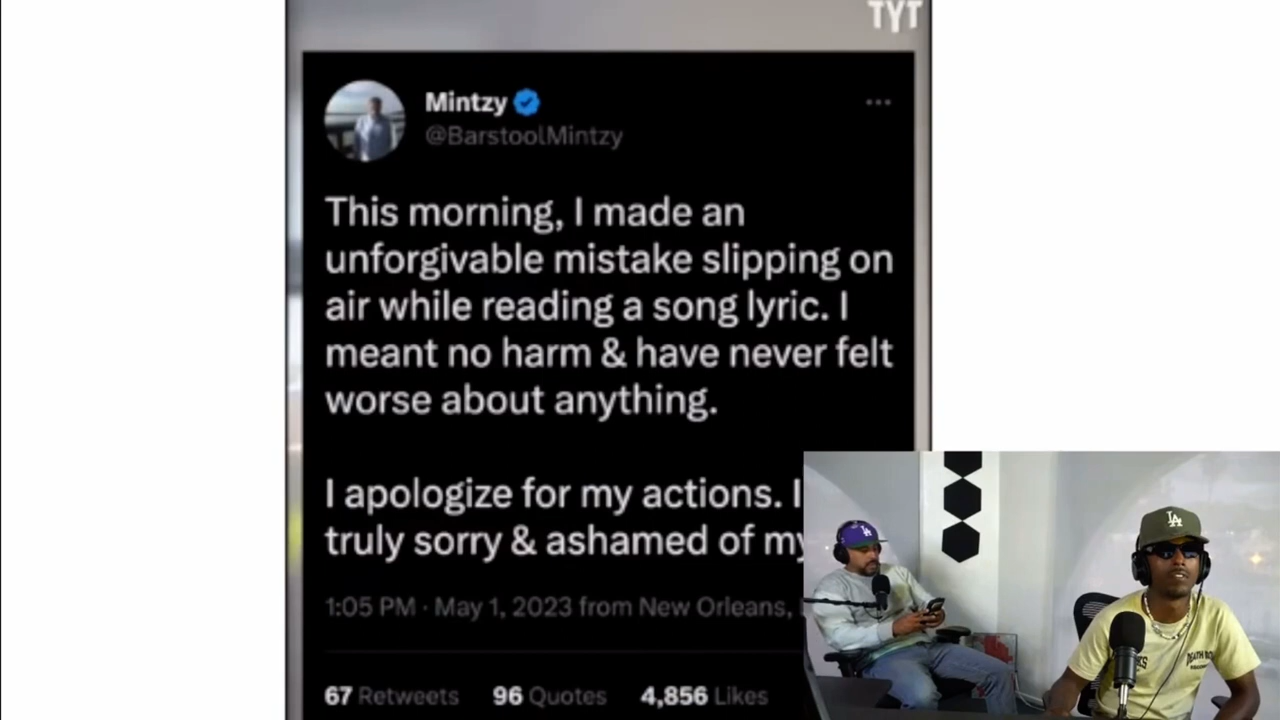 TYT
Mintzy
@BarstoolMintzy
This morning, I made an
unforgivable mistake slipping on
air while reading a song lyric. I
meant no harm & have never felt
worse about anything.
I apologize for my actions. I
truly sorry & ashamed of my
1:05 PM · May 1, 2023 from New Orleans,
67 Retweets 96 Quotes 4,856 Likes
LA
LA